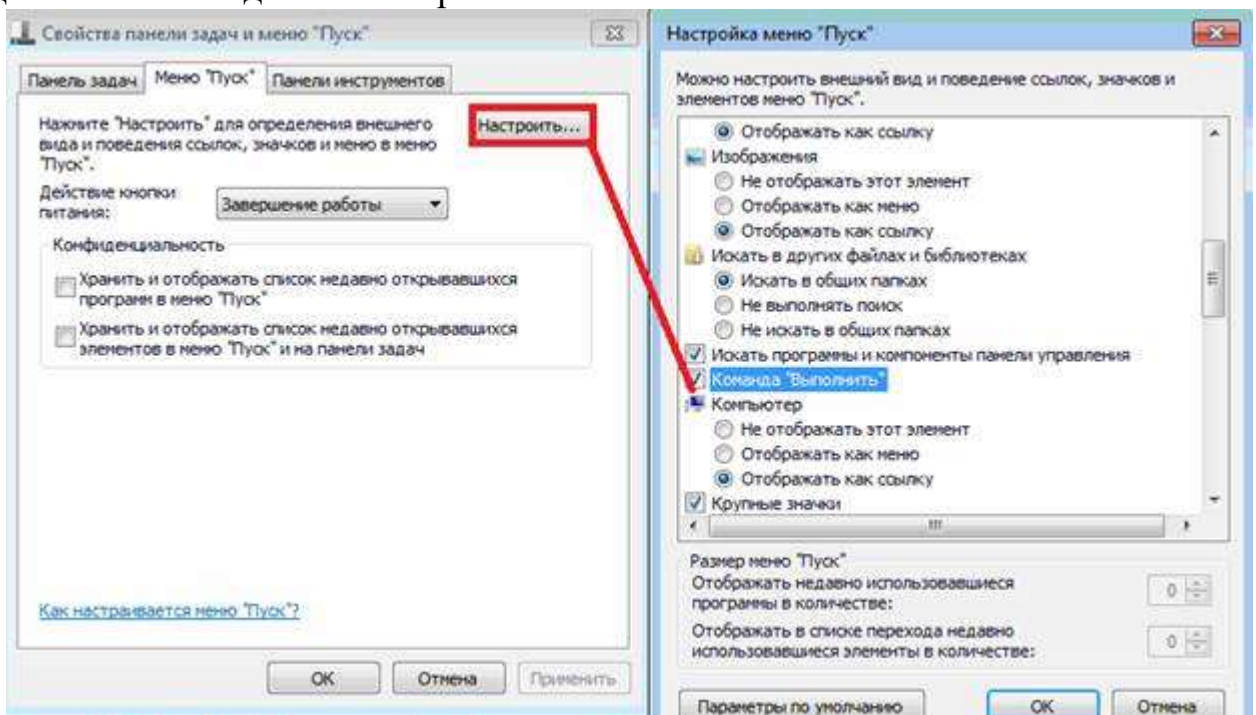 Свойства панели задач и меню "Пуск"
Панель задач
Меню "Пуск"
Панели инструментов
Нажмите "Настроить" для определения внешнего
вида и поведения ссылок, значков и меню в меню
"Пуск".
Настроить...
Действие кнопки
питания:
Завершение работы
Конфиденциальность
Хранить и отображать список недавно открывавшихся
программ в меню "Пуск"
Хранить и отображать список недавно открывавшихся
элементов в меню "Пуск" и на панели задач
Как настраивается меню "Пуск"?
ОК
Отмена
Применить
Настройка меню "Пуск"
Можно настроить внешний вид и поведение ссылок, значков и
элементов меню "Пуск".
Отображать как ссылку
Изображения
Не отображать этот элемент
Отображать как меню
Отображать как ссылку
Искать в других файлах и библиотеках
Искать в общих папках
Не выполнять поиск
Не искать в общих папках
Искать программы и компоненты панели управления
Команда "Выполнить"
Компьютер
Не отображать этот элемент
Отображать как меню
Отображать как ссылку
Крупные значки
Размер меню "Пуск"
Отображать недавно использовавшиеся
программы в количестве:
0
Отображать в списке перехода недавно
использовавшиеся элементы в количестве:
0
Параметры по умолчанию
ОК
Отмена